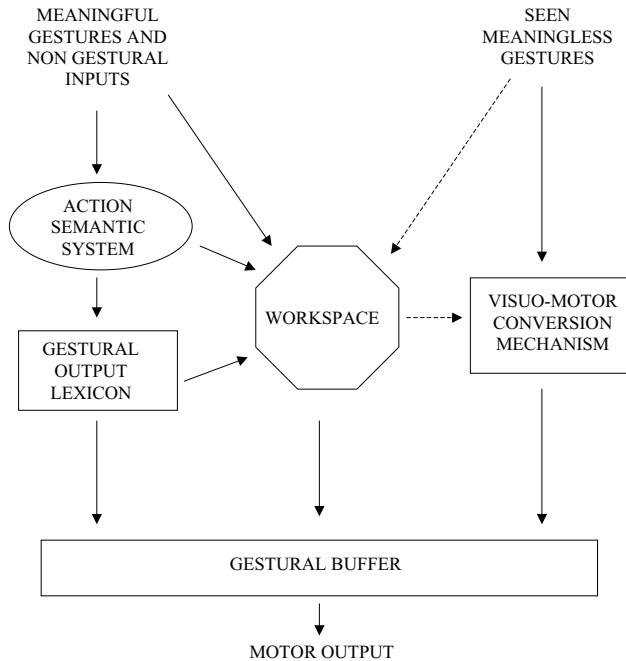 MEANINGFUL
GESTURES AND
NON GESTURAL
INPUTS
SEEN
MEANINGLESS
GESTURES
ACTION
SEMANTIC
SYSTEM
WORKSPACE
VISUO-MOTOR
CONVERSION
MECHANISM
GESTURAL
OUTPUT
LEXICON
GESTURAL BUFFER
MOTOR OUTPUT